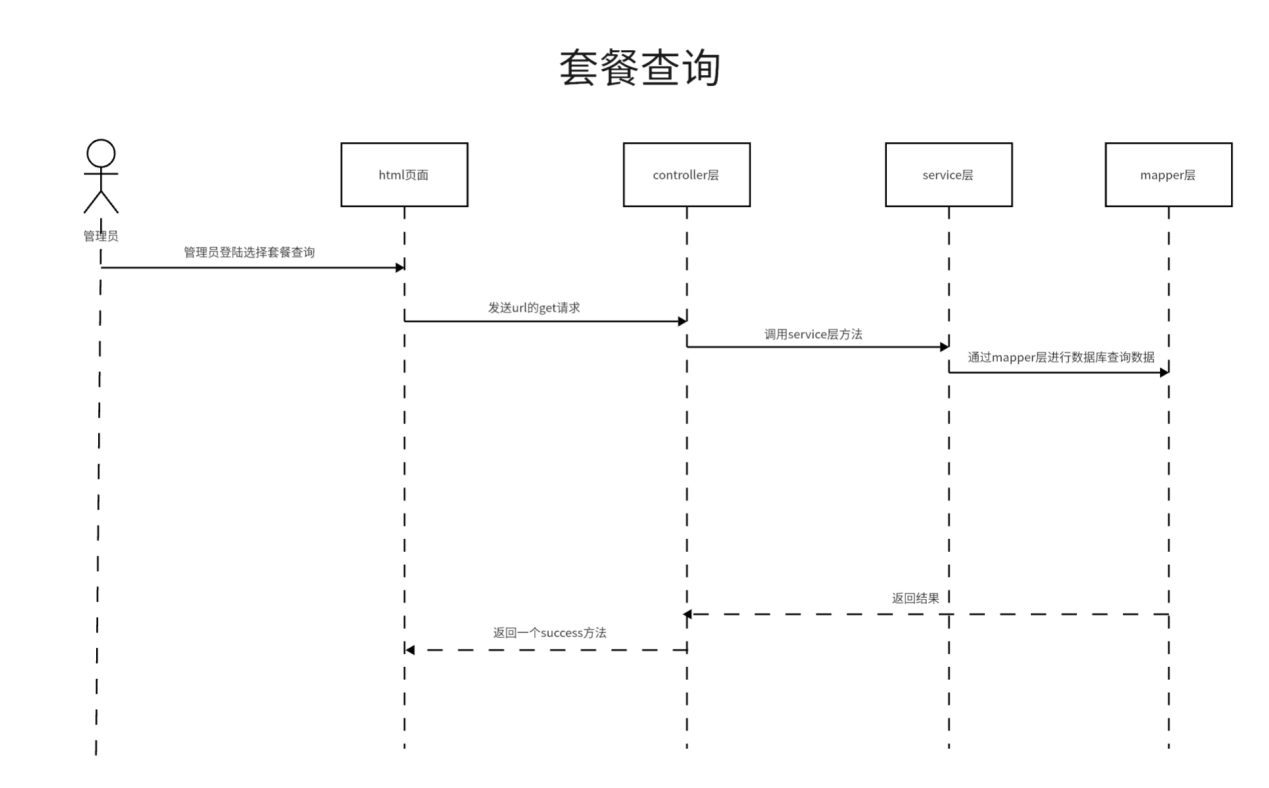 套餐查询
html页面
controller层
service层
mapper层
管理员
管理员登陆选择套餐查询
发送url的get请求
调用service层方法
通过mapper层进行数据库查询数据
返回结果
返回一个success方法